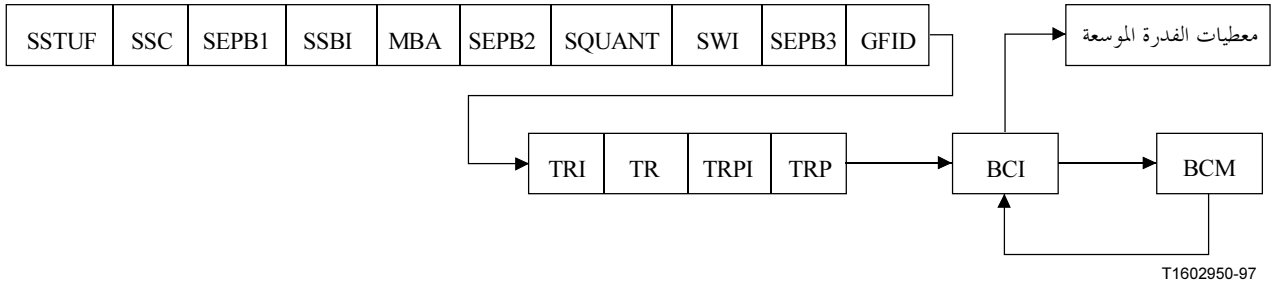 SSTUF SSC SEPB1 SSBI MBA SEPB2 SQUANT SWI SEPB3 GFID معطيات الفدرة الموسعة
TRI TR TRPI TRP BCI BCM
T1602950-97